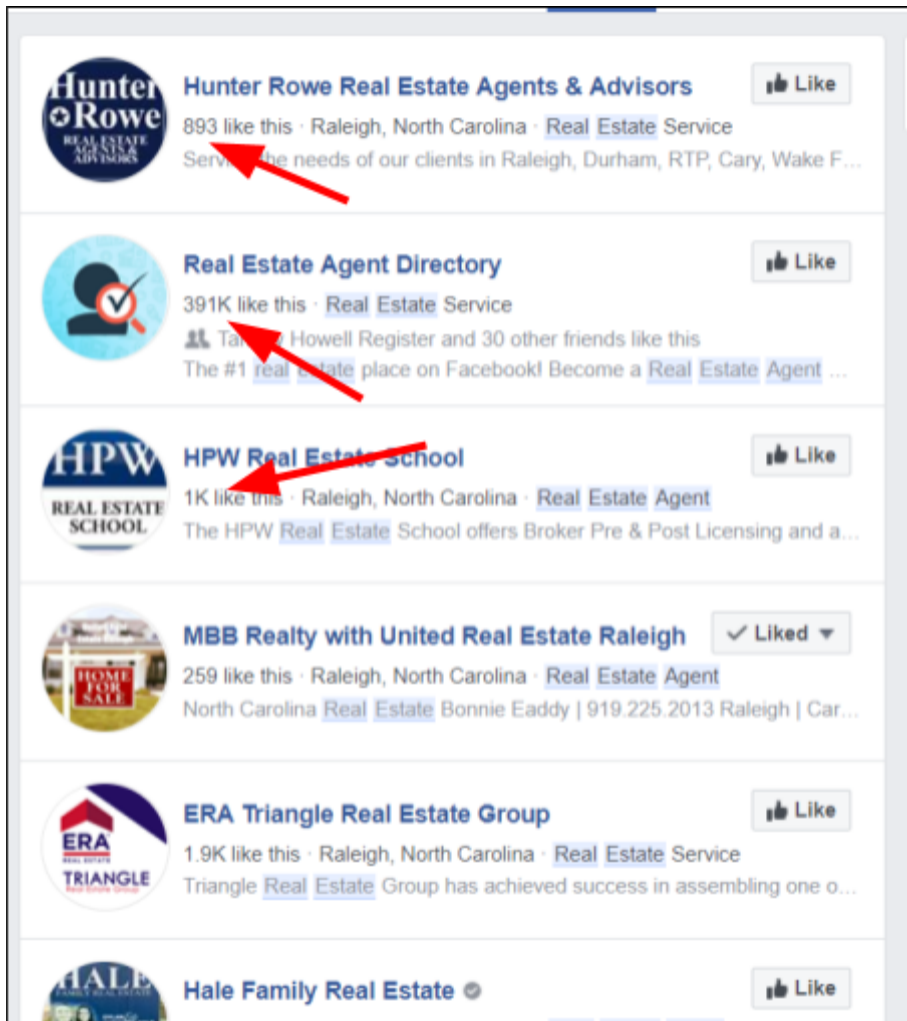 Hunter
Rowe
REAL ESTATE
AGENTS &
ADVISORS
Hunter Rowe Real Estate Agents & Advisors
Like
893 like this · Raleigh, North Carolina · Real Estate Service
the needs of our clients in Raleigh, Durham, RTP, Cary, Wake F...
Real Estate Agent Directory
Like
391K like this · Real Estate Service
Howell Register and 30 other friends like this
The #1 real estate place on Facebook! Become a Real Estate Agent ...
HPW
REAL ESTATE
SCHOOL
HPW Real Estate School
Like
1K like this · Raleigh, North Carolina · Real Estate Agent
The HPW Real Estate School offers Broker Pre & Post Licensing and a...
HOME
FOR
SALE
MBB Realty with United Real Estate Raleigh
Liked
259 like this · Raleigh, North Carolina · Real Estate Agent
North Carolina Real Estate Bonnie Eaddy | 919.225.2013 Raleigh | Car...
ERA
REAL ESTATE
TRIANGLE
Real Estate Group
ERA Triangle Real Estate Group
Like
1.9K like this · Raleigh, North Carolina · Real Estate Service
Triangle Real Estate Group has achieved success in assembling one o...
HALE
FAMILY REAL ESTATE
Hale Family Real Estate
Like